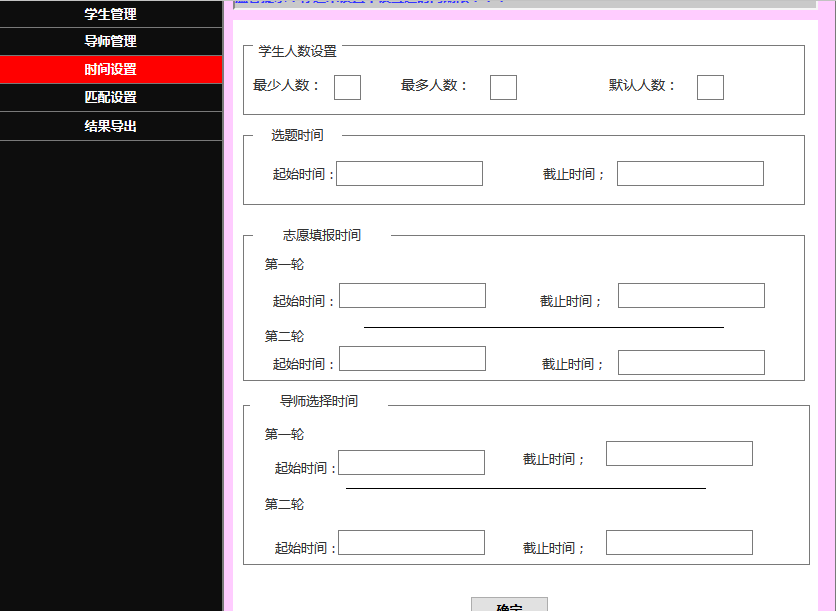 学生管理
导师管理
时间设置
匹配设置
结果导出
学生人数设置
最少人数： 最多人数： 默认人数：
选题时间
起始时间： 截止时间；
志愿填报时间
第一轮
起始时间： 截止时间；
第二轮
起始时间： 截止时间；
导师选择时间
第一轮
起始时间： 截止时间；
第二轮
起始时间： 截止时间；
确定